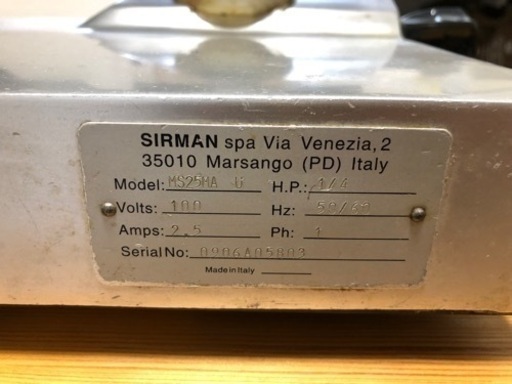 SIRMAN spa Via Venezia, 2
35010 Marsango (PD) Italy
Model: MS25MA U H.P.: 1/4
Volts: 100 Hz: 50/60
Amps: 2.5 Ph: 1
Serial No: 0906A05803
Made in Italy